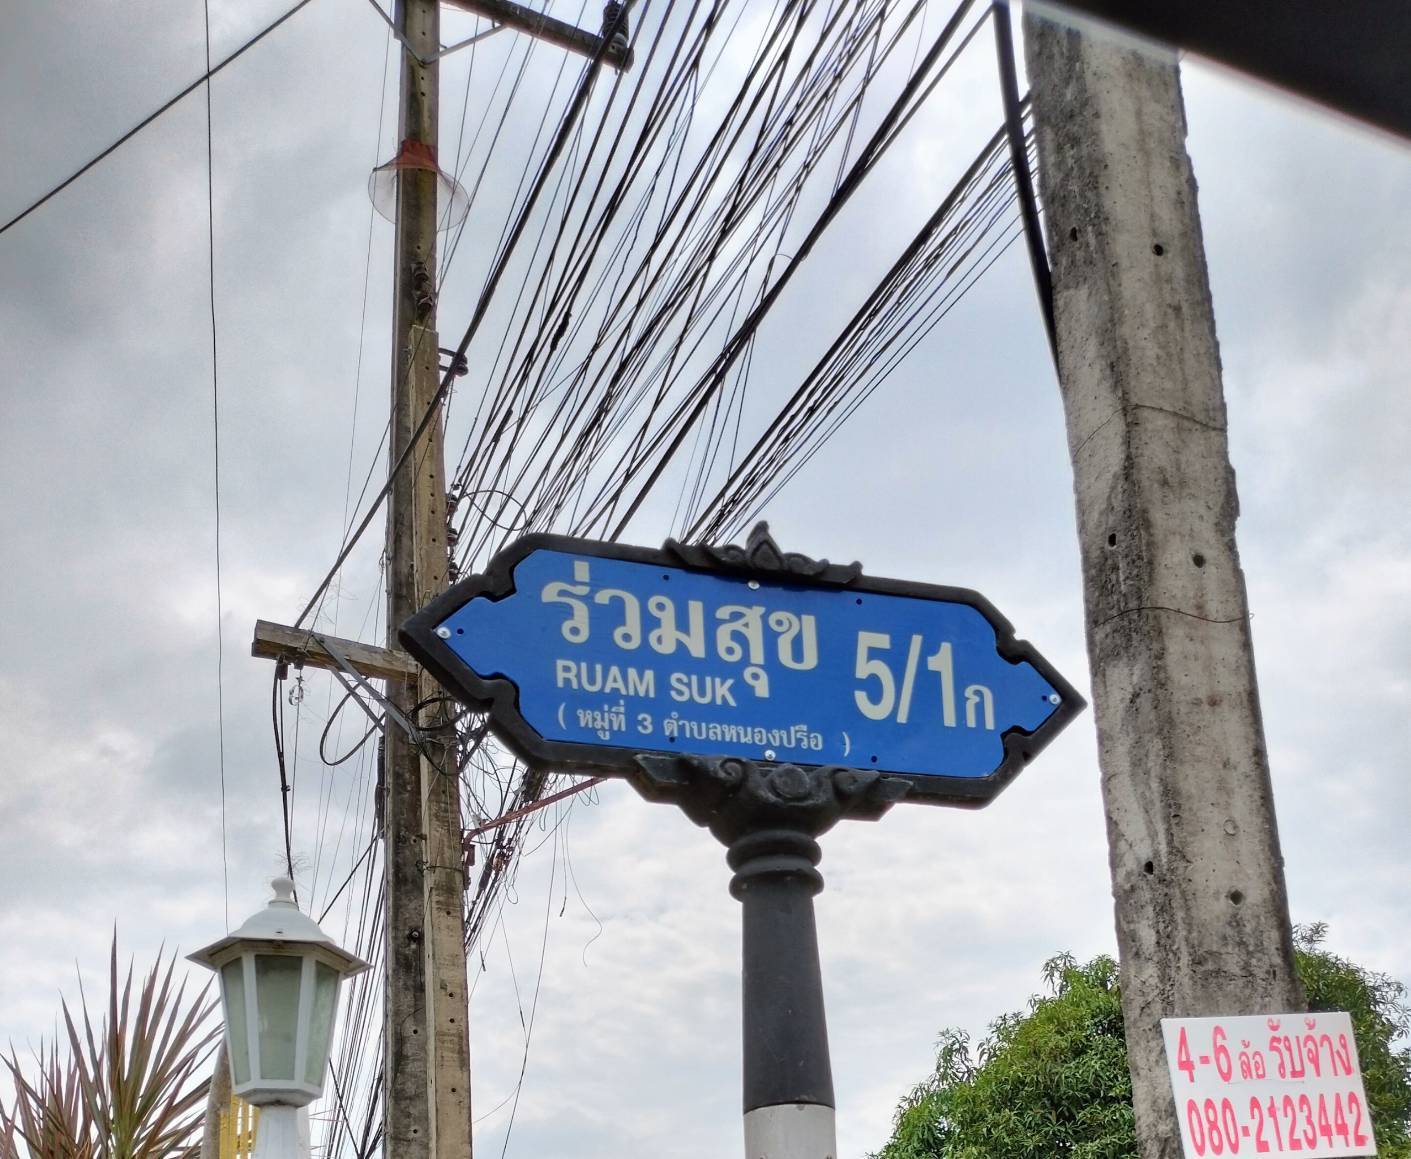 ร่วมสุข 5/1ก
RUAM SUK
( หมู่ที่ 3 ตำบลหนองปรือ )
4-6 ล้อ รับจ้าง
080-2123442